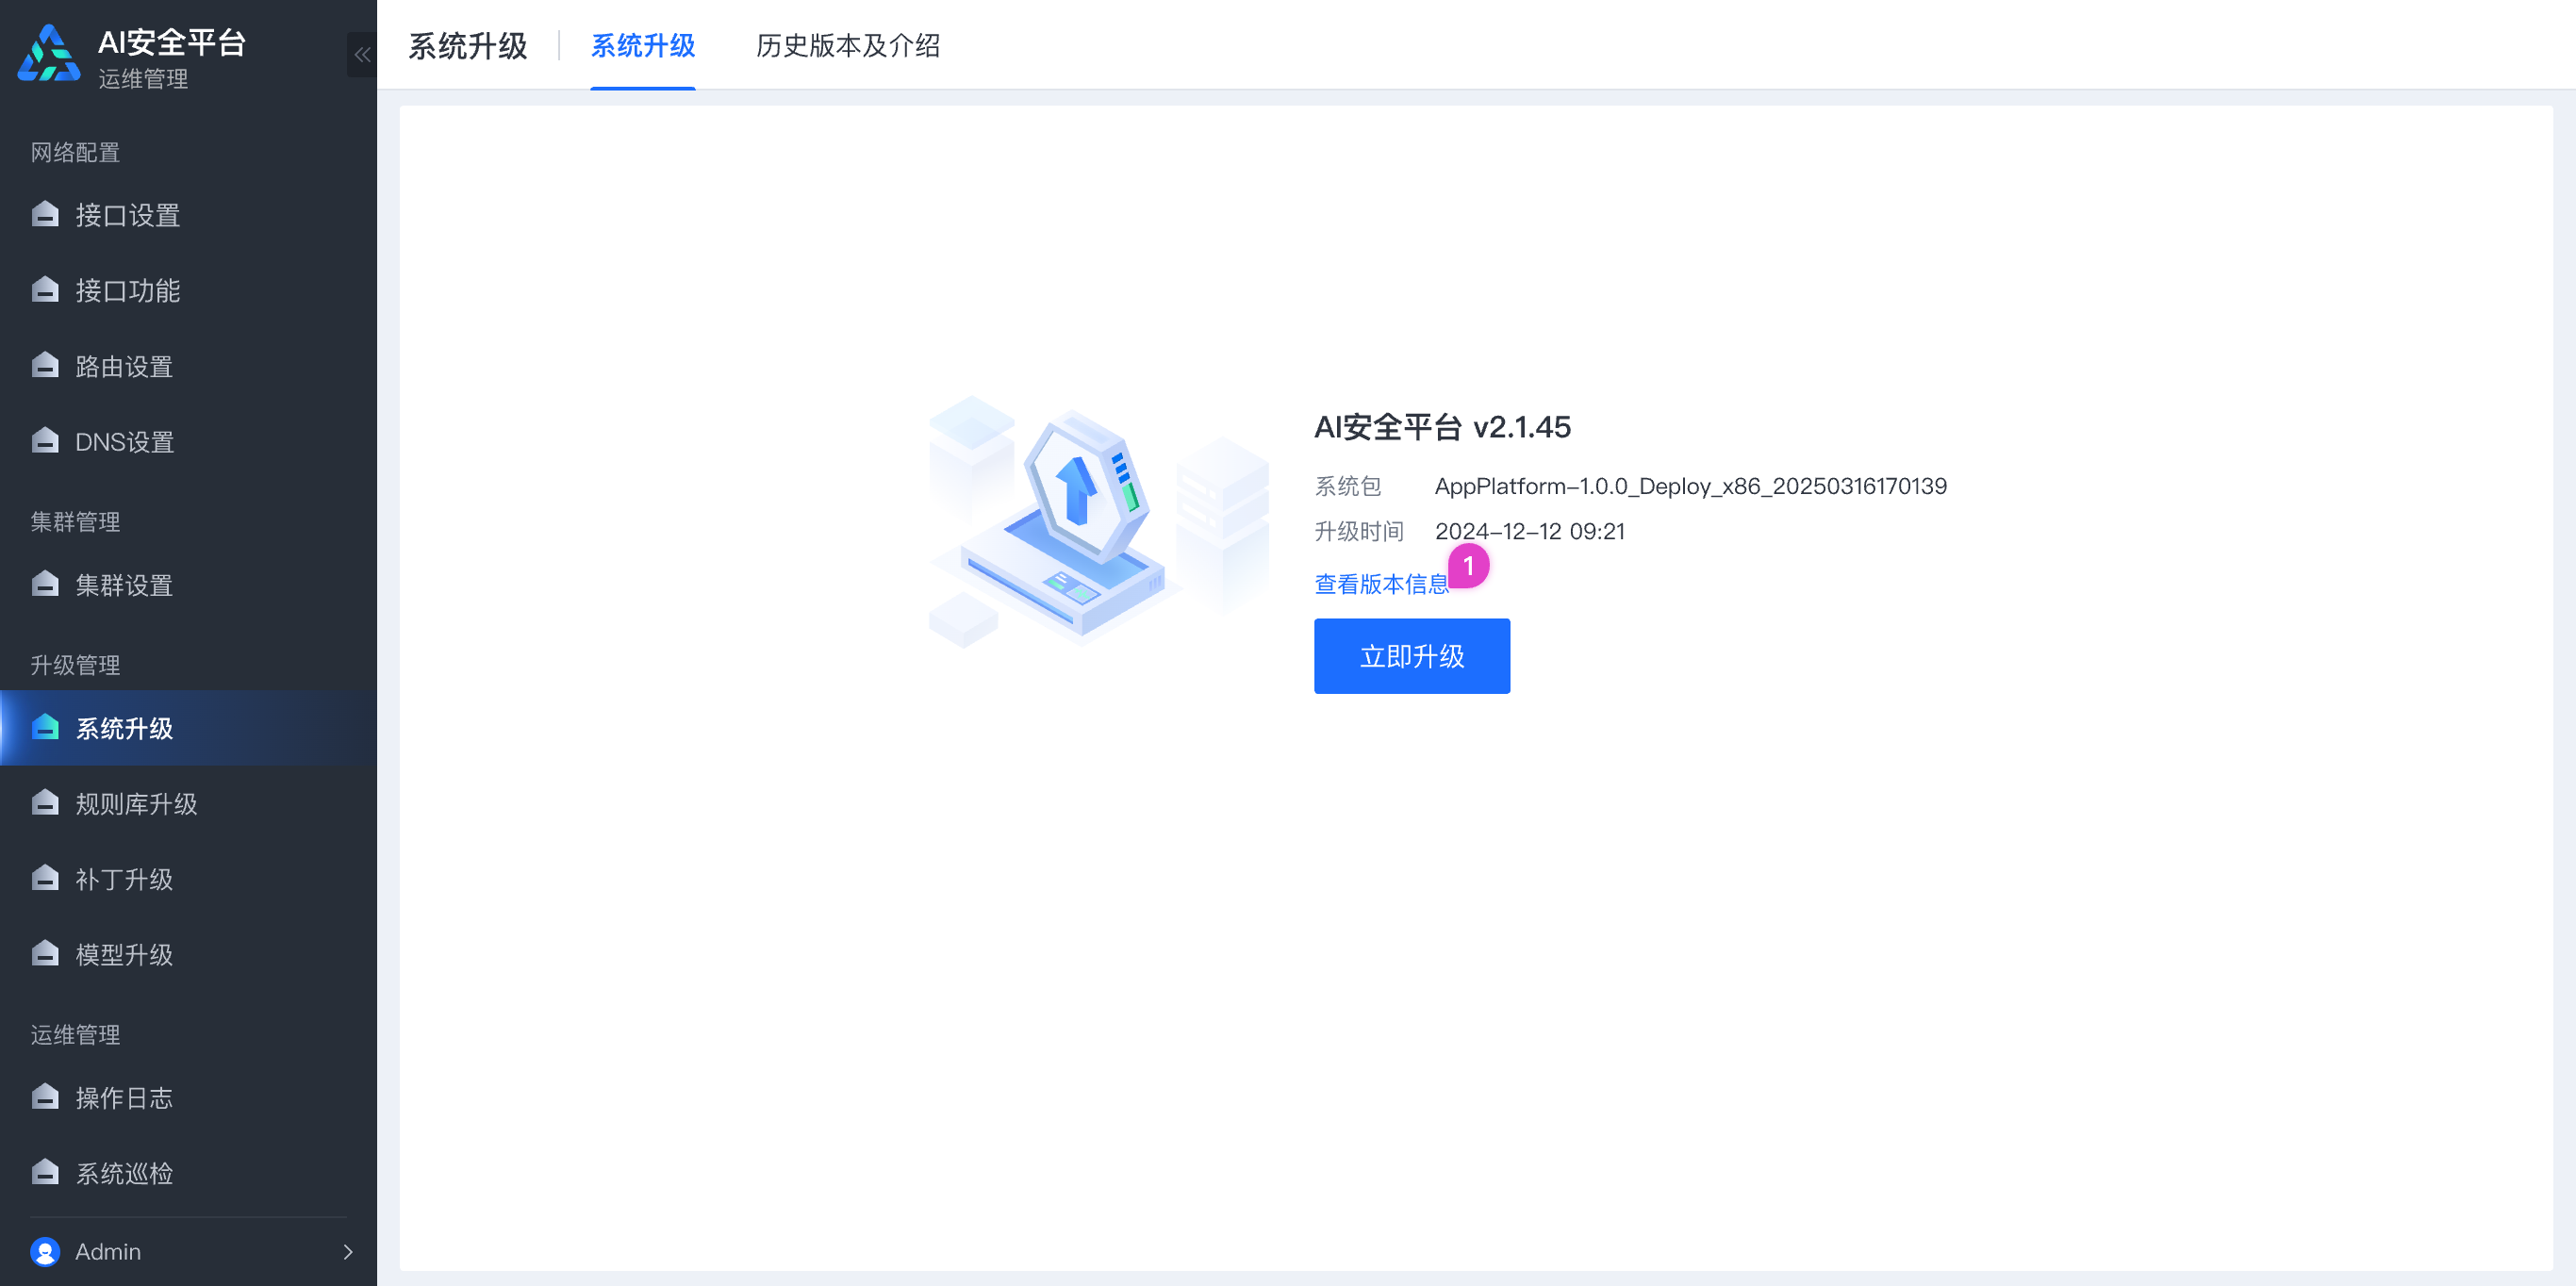 AI安全平台
运维管理
网络配置
接口设置
接口功能
路由设置
DNS设置
集群管理
集群设置
升级管理
系统升级
规则库升级
补丁升级
模型升级
运维管理
操作日志
系统巡检
Admin
系统升级 系统升级 历史版本及介绍
AI安全平台 v2.1.45
系统包 AppPlatform-1.0.0_Deploy_x86_20250316170139
升级时间 2024-12-12 09:21
查看版本信息 1
立即升级